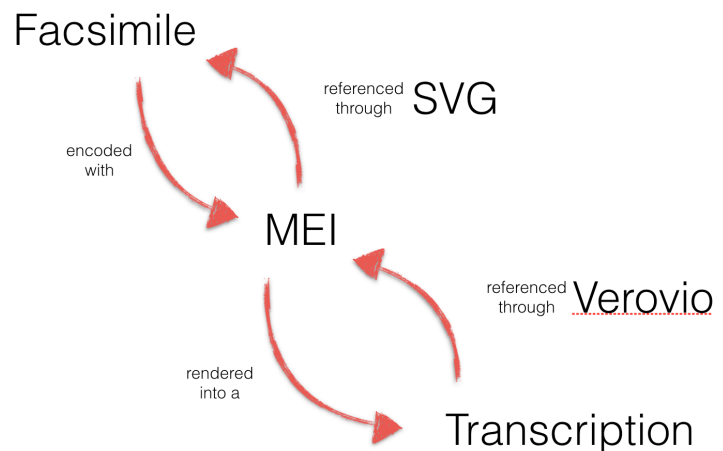 Facsimile
referenced
through
SVG
encoded
with
MEI
referenced
through
Verovio
rendered
into a
Transcription